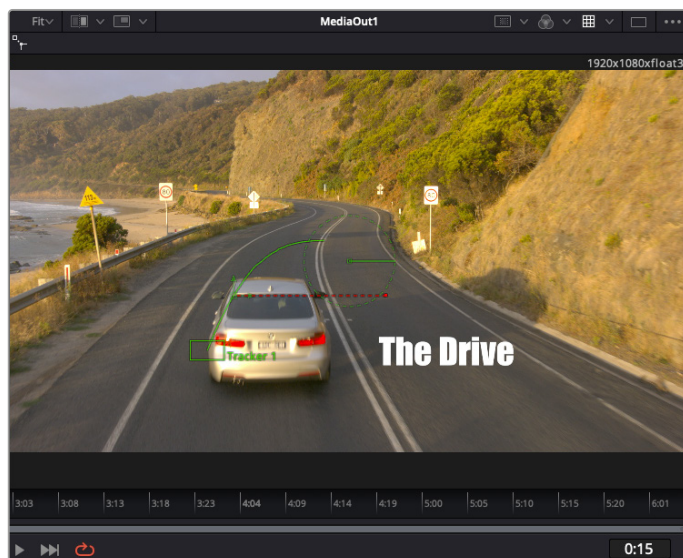 Fit
MediaOut1
1920x1080xfloat3
60
Tracker 1
The Drive
3:03 3:08 3:13 3:18 3:23 4:04 4:09 4:14 4:19 5:00 5:05 5:10 5:15 5:20 6:01
0:15